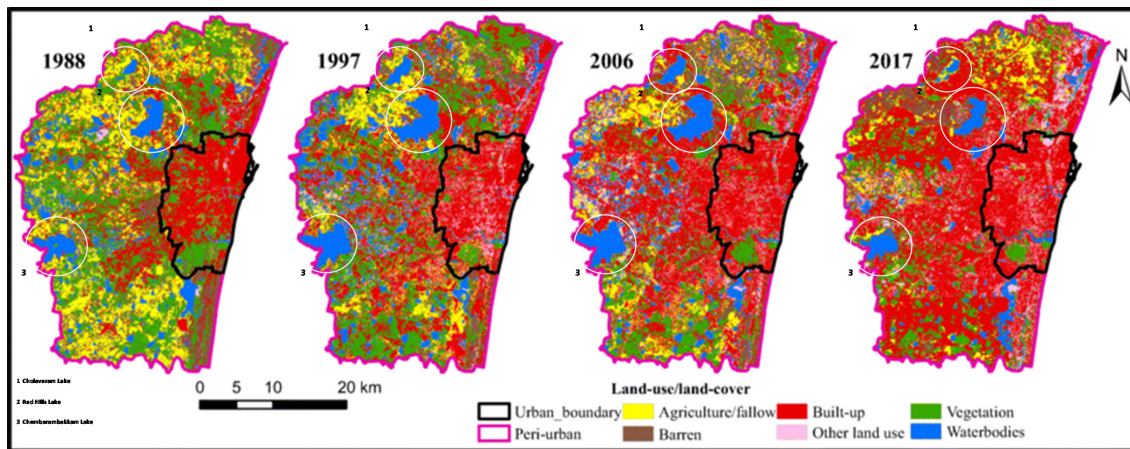 1
1
1
1
1988
1997
2006
2017
N
2
2
2
2
3
3
3
3
1 Cholavaram Lake
2 Red Hills Lake
3 Chembarambakkam Lake
0 5 10 20 km
Land-use/land-cover
Urban_boundary Agriculture/fallow Built-up Vegetation
Peri-urban Barren Other land use Waterbodies